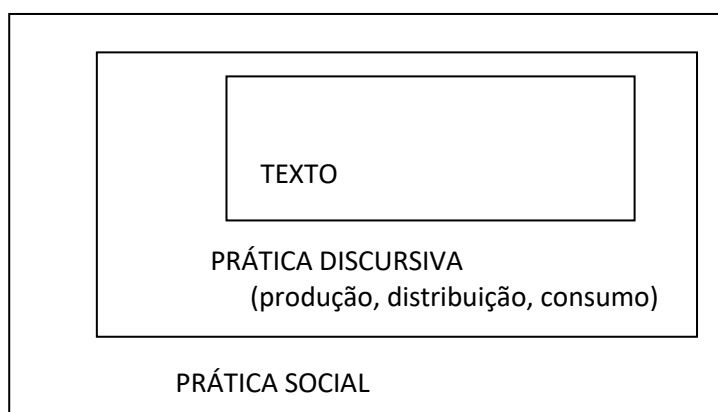 TEXTO
PRÁTICA DISCURSIVA
(produção, distribuição, consumo)
PRÁTICA SOCIAL